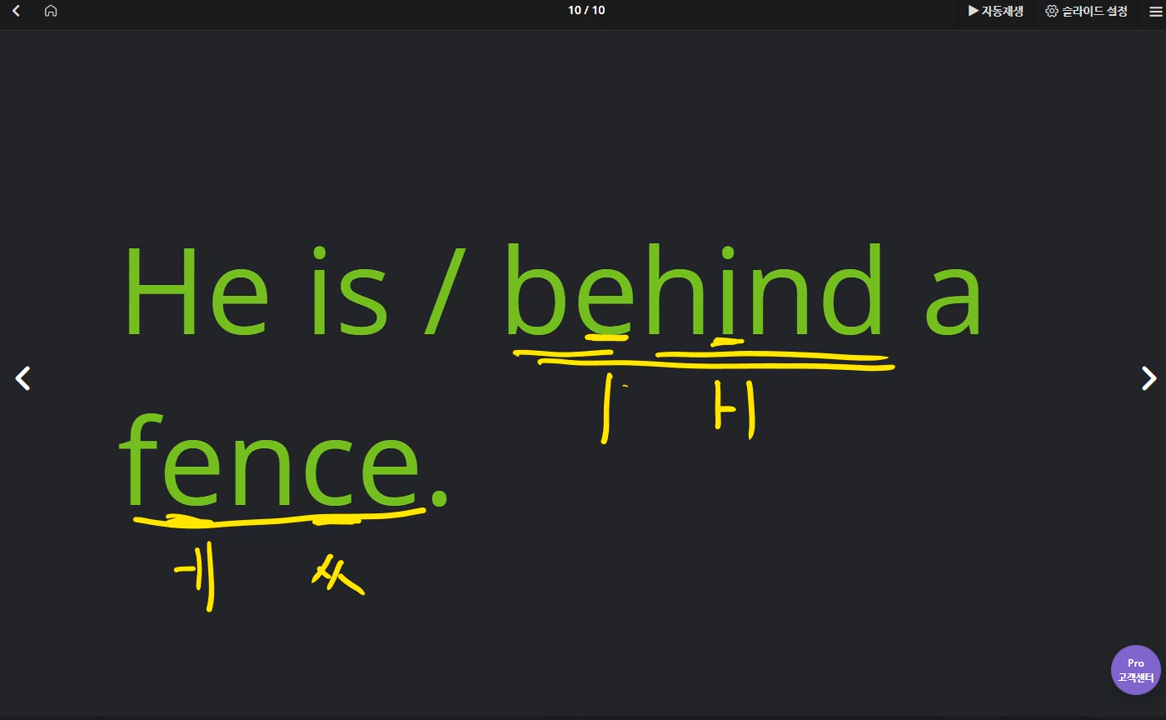 10 / 10
▶ 자동재생
슬라이드 설정
He is / behind a
ㅣ ㅐ
fence.
ㅔ ㅆ
Pro
고객센터